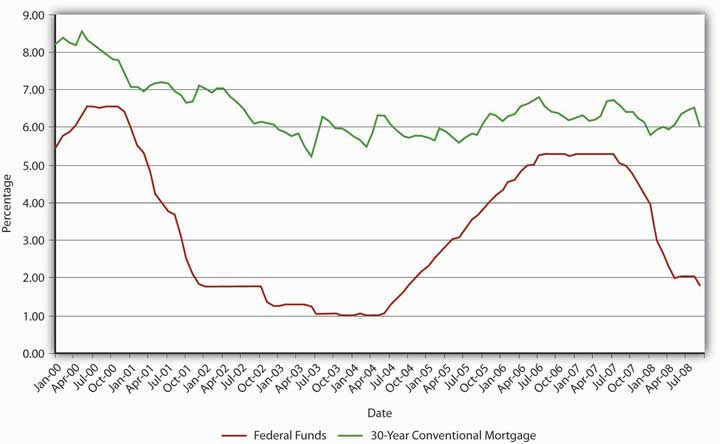 9.00
8.00
7.00
6.00
5.00
4.00
3.00
2.00
1.00
0.00
Percentage
Jan-00 Apr-00 Jul-00 Oct-00 Jan-01 Apr-01 Jul-01 Oct-01 Jan-02 Apr-02 Jul-02 Oct-02 Jan-03 Apr-03 Jul-03 Oct-03 Jan-04 Apr-04 Jul-04 Oct-04 Jan-05 Apr-05 Jul-05 Oct-05 Jan-06 Apr-06 Jul-06 Oct-06 Jan-07 Apr-07 Jul-07 Oct-07 Jan-08 Apr-08 Jul-08
Date
Federal Funds 30-Year Conventional Mortgage